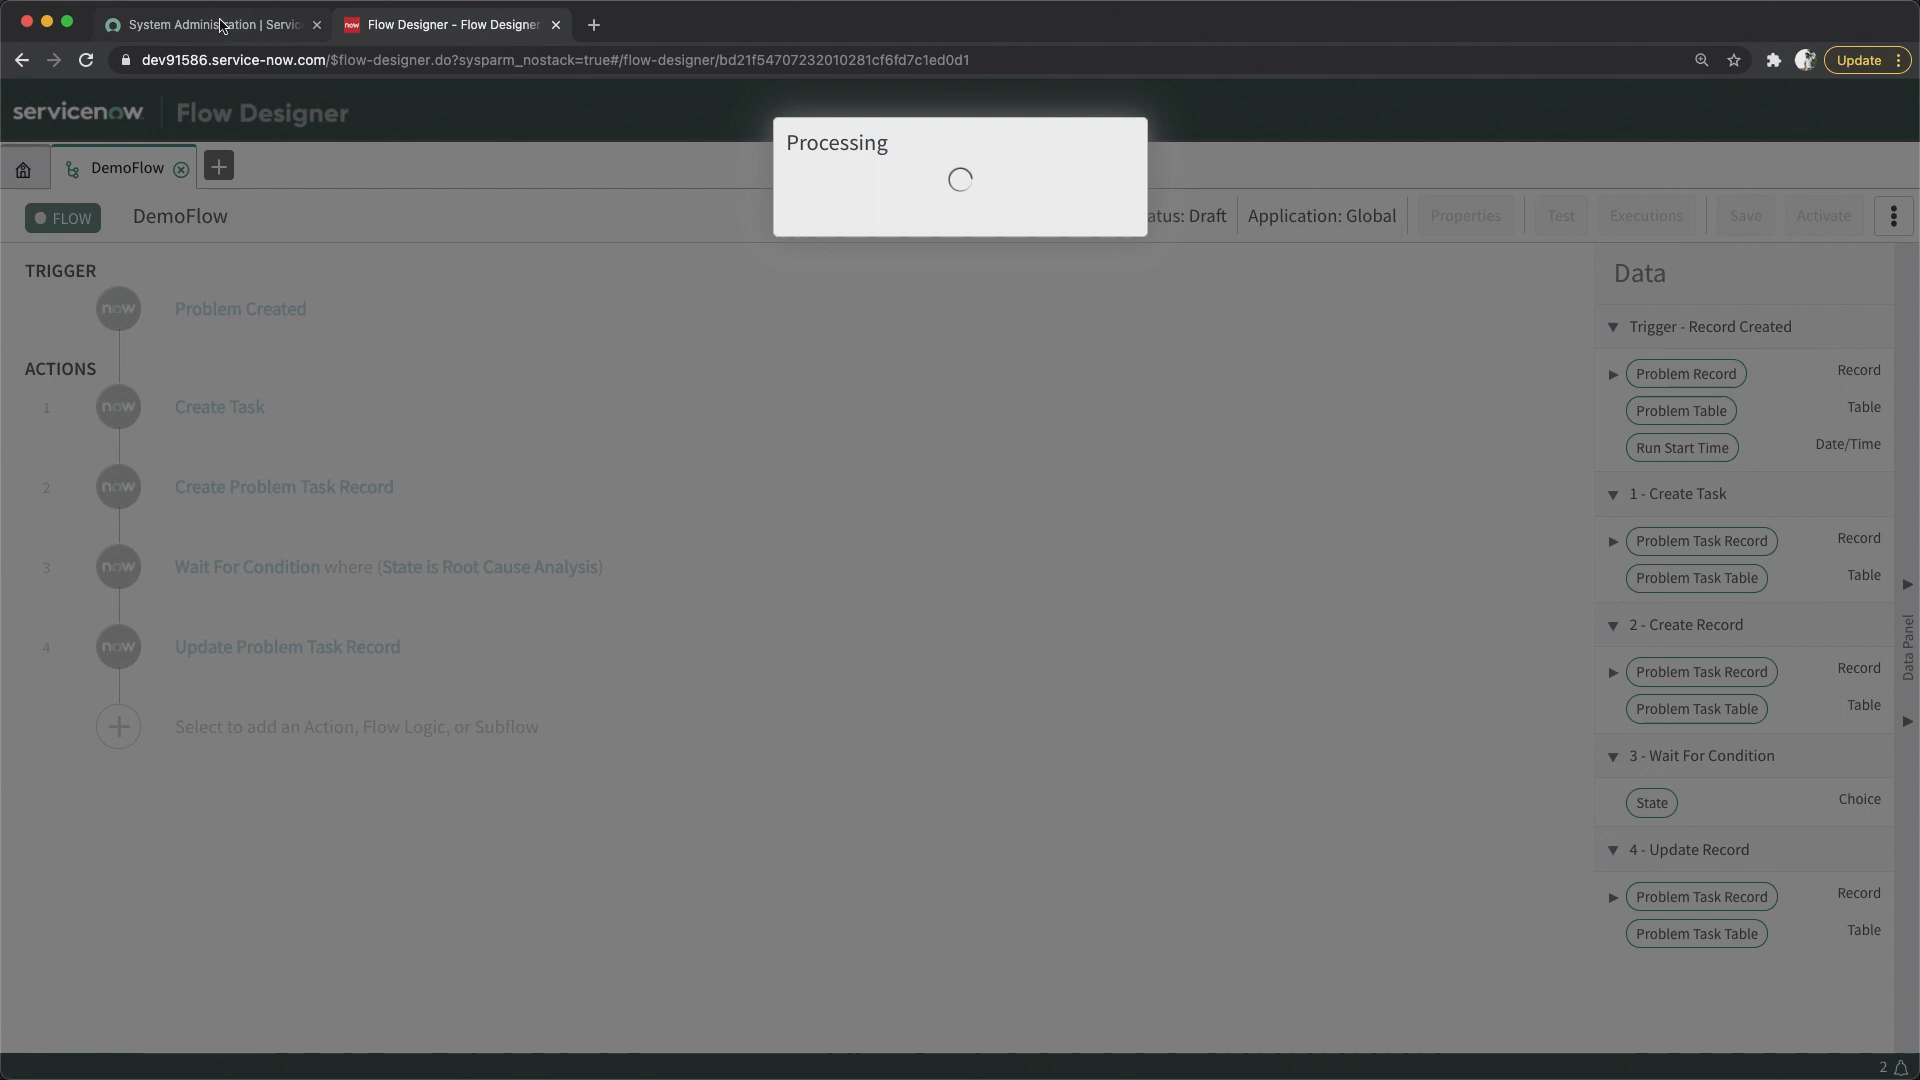 System Administration | Servic
Flow Designer - Flow Designer
dev91586.service-now.com/$flow-designer.do?sysparm_nostack=true#/flow-designer/bd21f54707232010281cf6fd7c1ed0d1
Update
servicenow
Flow Designer
Processing
DemoFlow
FLOW
DemoFlow
atus: Draft
Application: Global
Properties
Test
Executions
Save
Activate
TRIGGER
now
Problem Created
ACTIONS
1
now
Create Task
2
now
Create Problem Task Record
3
now
Wait For Condition where (State is Root Cause Analysis)
4
now
Update Problem Task Record
Select to add an Action, Flow Logic, or Subflow
Data
Trigger - Record Created
Problem Record
Record
Problem Table
Table
Run Start Time
Date/Time
1 - Create Task
Problem Task Record
Record
Problem Task Table
Table
2 - Create Record
Problem Task Record
Record
Problem Task Table
Table
3 - Wait For Condition
State
Choice
4 - Update Record
Problem Task Record
Record
Problem Task Table
Table
Data Panel
2